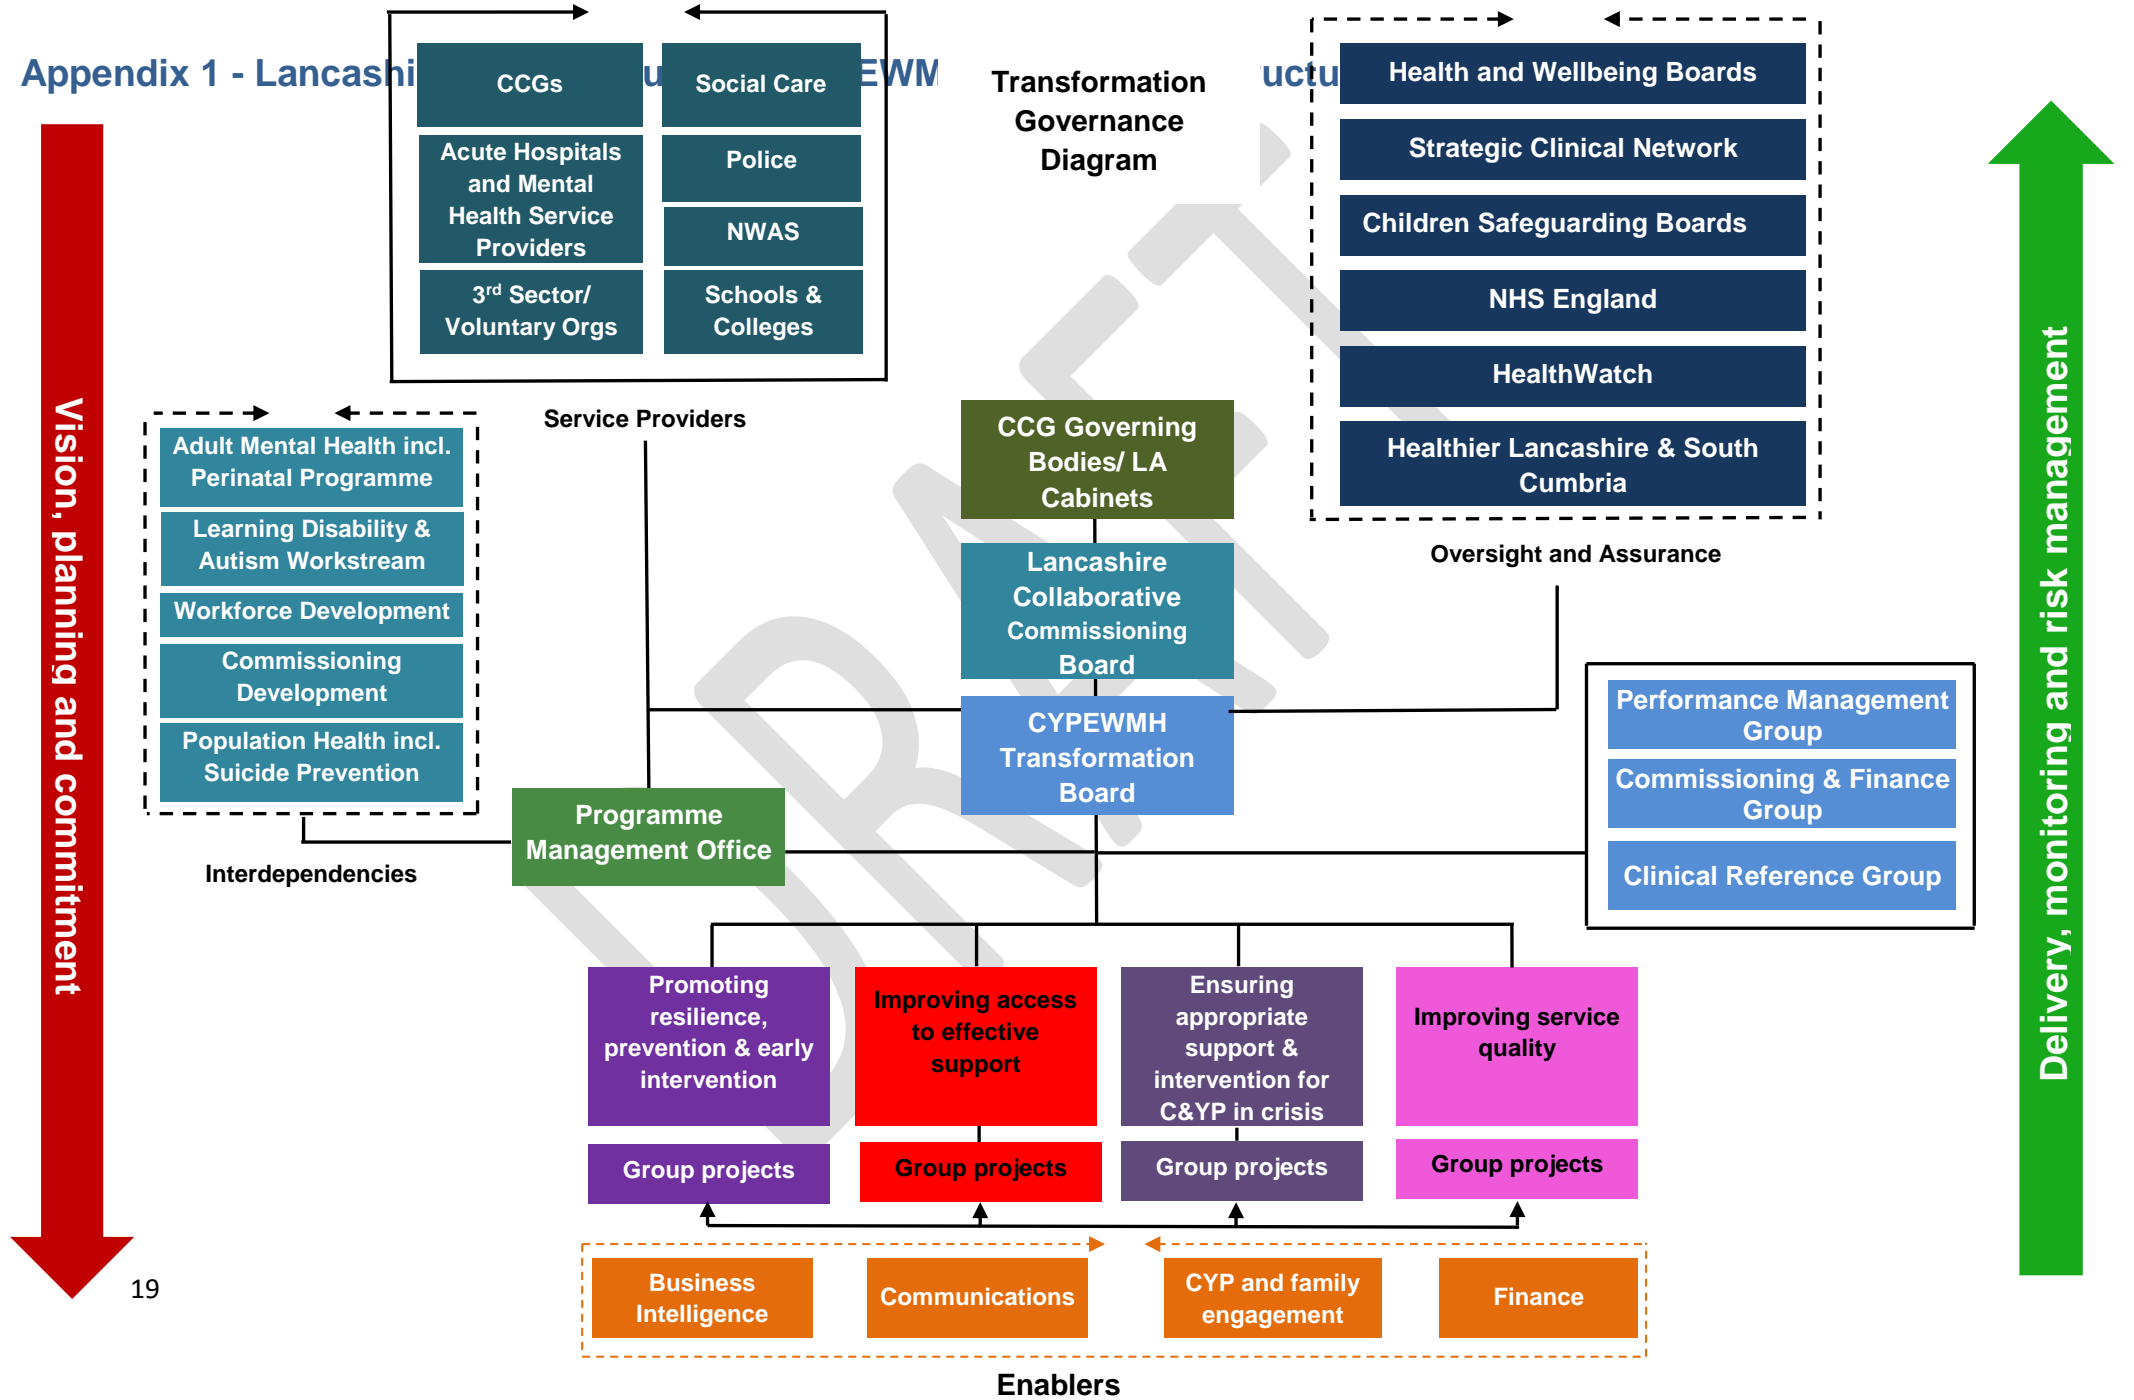 Appendix 1 - Lancashi
Transformation
Governance
Diagram
CCGs
Social Care
Acute Hospitals
and Mental
Health Service
Providers
Police
NWAS
3rd Sector/
Voluntary Orgs
Schools &
Colleges
Service Providers
Health and Wellbeing Boards
Strategic Clinical Network
Children Safeguarding Boards
NHS England
HealthWatch
Healthier Lancashire & South
Cumbria
Oversight and Assurance
Vision, planning and commitment
Delivery, monitoring and risk management
Adult Mental Health incl.
Perinatal Programme
Learning Disability &
Autism Workstream
Workforce Development
Commissioning
Development
Population Health incl.
Suicide Prevention
Interdependencies
CCG Governing
Bodies/ LA
Cabinets
Lancashire
Collaborative
Commissioning
Board
CYPEWMH
Transformation
Board
Programme
Management Office
Performance Management
Group
Commissioning & Finance
Group
Clinical Reference Group
Promoting
resilience,
prevention & early
intervention
Improving access
to effective
support
Ensuring
appropriate
support &
intervention for
C&YP in crisis
Improving service
quality
Group projects
Group projects
Group projects
Group projects
Business
Intelligence
Communications
CYP and family
engagement
Finance
Enablers
19
DRAFT